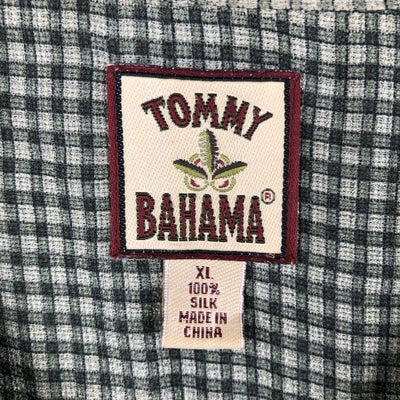 TOMMY
BAHAMA®
XL
100%
SILK
MADE IN
CHINA